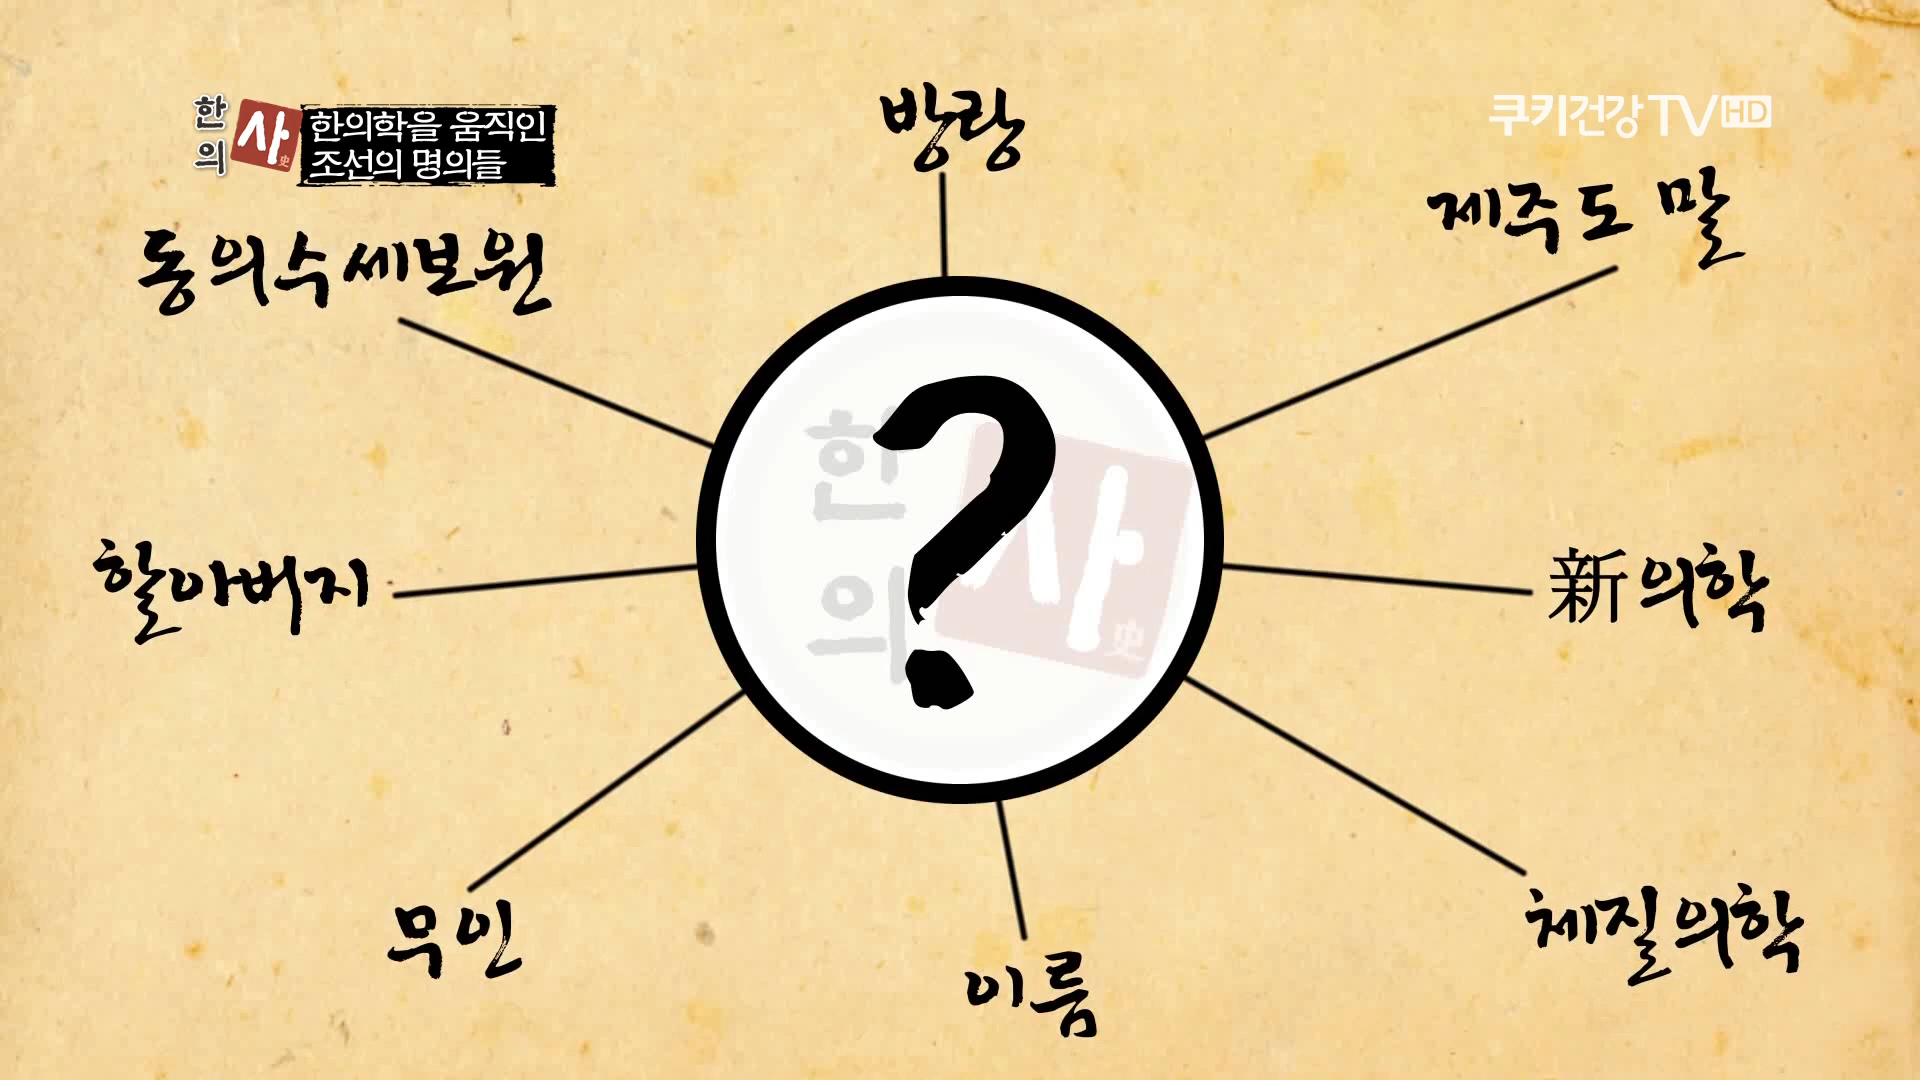 한의
사
史
한의학을 움직인
조선의 명의들
쿠키건강TV HD
방랑
제주도 말
동의수세보원
한의
사
史
?
할아버지
新의학
무인
이름
체질의학